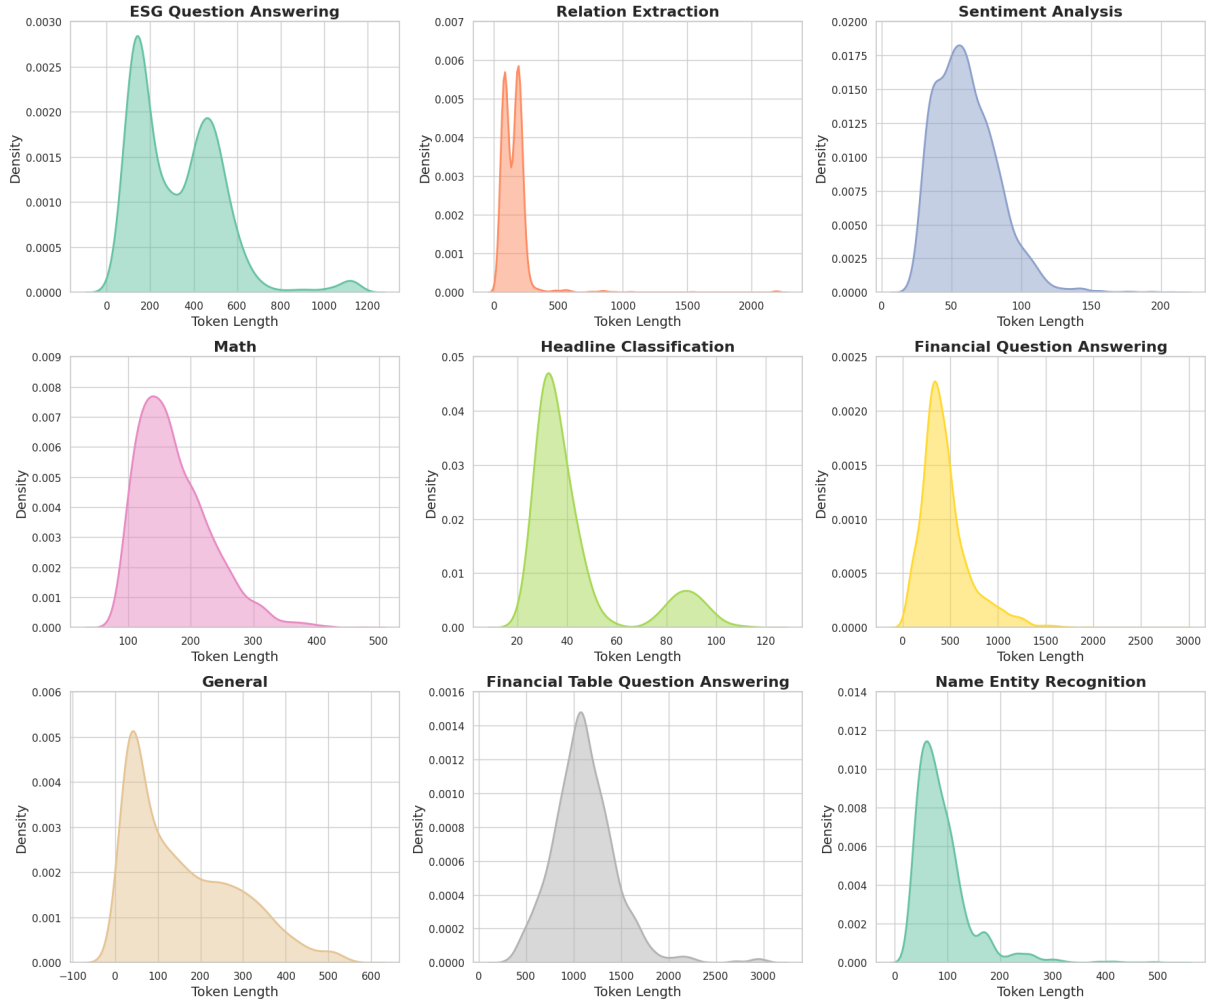 ESG Question Answering
0.0030
0.0025
0.0020
0.0015
0.0010
0.0005
0.0000
Density
0 200 400 600 800 1000 1200
Token Length
Relation Extraction
0.007
0.006
0.005
0.004
0.003
0.002
0.001
0.000
Density
0 500 1000 1500 2000
Token Length
Sentiment Analysis
0.0200
0.0175
0.0150
0.0125
0.0100
0.0075
0.0050
0.0025
0.0000
Density
0 50 100 150 200
Token Length
Math
0.009
0.008
0.007
0.006
0.005
0.004
0.003
0.002
0.001
0.000
Density
100 200 300 400 500
Token Length
Headline Classification
0.05
0.04
0.03
0.02
0.01
0.00
Density
20 40 60 80 100 120
Token Length
Financial Question Answering
0.0025
0.0020
0.0015
0.0010
0.0005
0.0000
Density
0 500 1000 1500 2000 2500 3000
Token Length
General
0.006
0.005
0.004
0.003
0.002
0.001
0.000
Density
−100 0 100 200 300 400 500 600
Token Length
Financial Table Question Answering
0.0016
0.0014
0.0012
0.0010
0.0008
0.0006
0.0004
0.0002
0.0000
Density
0 500 1000 1500 2000 2500 3000
Token Length
Name Entity Recognition
0.014
0.012
0.010
0.008
0.006
0.004
0.002
0.000
Density
0 100 200 300 400 500
Token Length